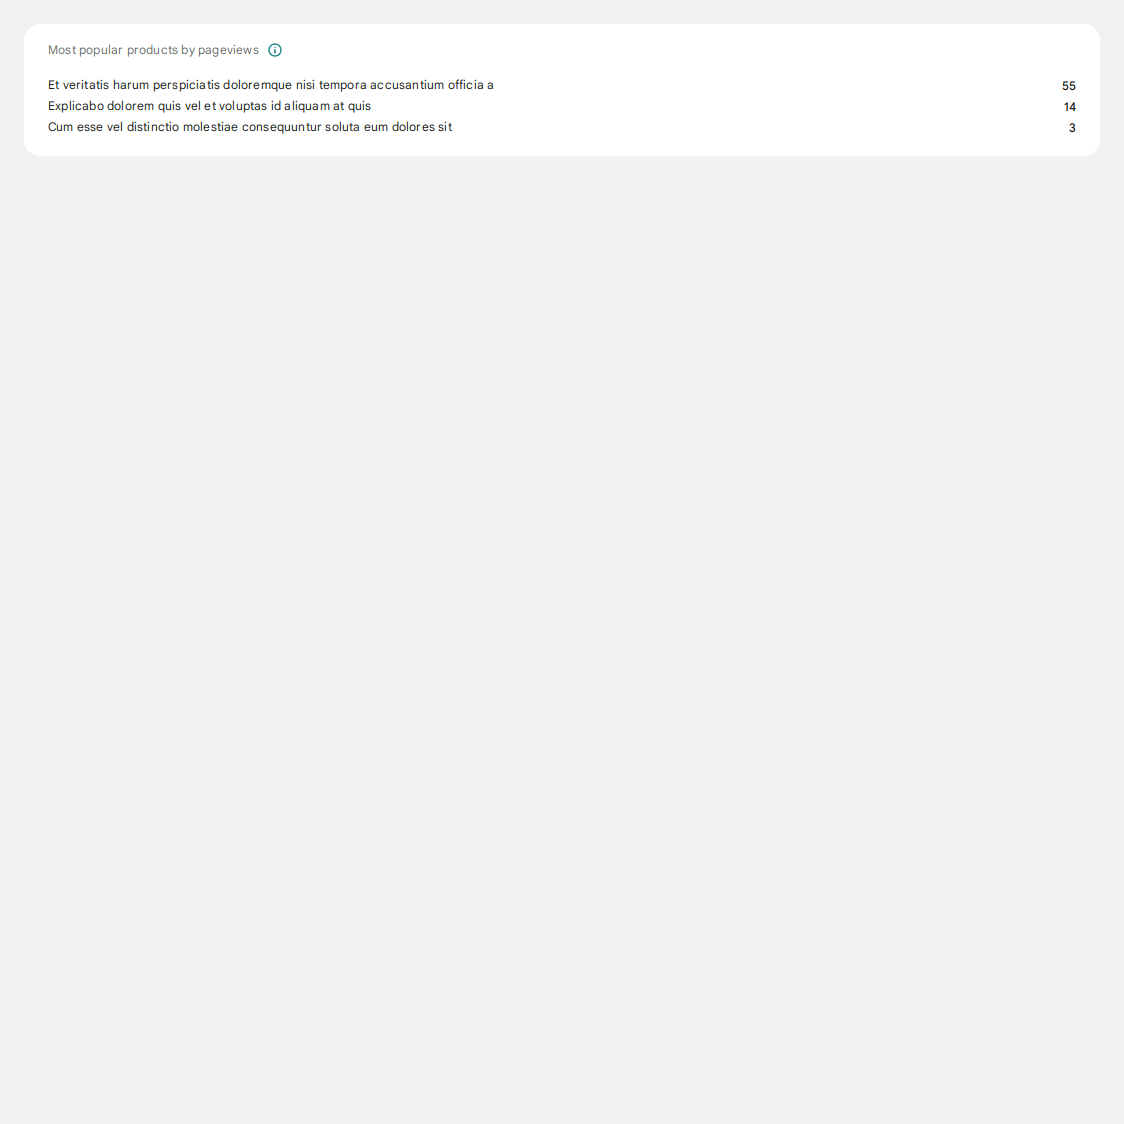 Most popular products by pageviews
Et veritatis harum perspiciatis doloremque nisi tempora accusantium officia a 55
Explicabo dolorem quis vel et voluptas id aliquam at quis 14
Cum esse vel distinctio molestiae consequuntur soluta eum dolores sit 3